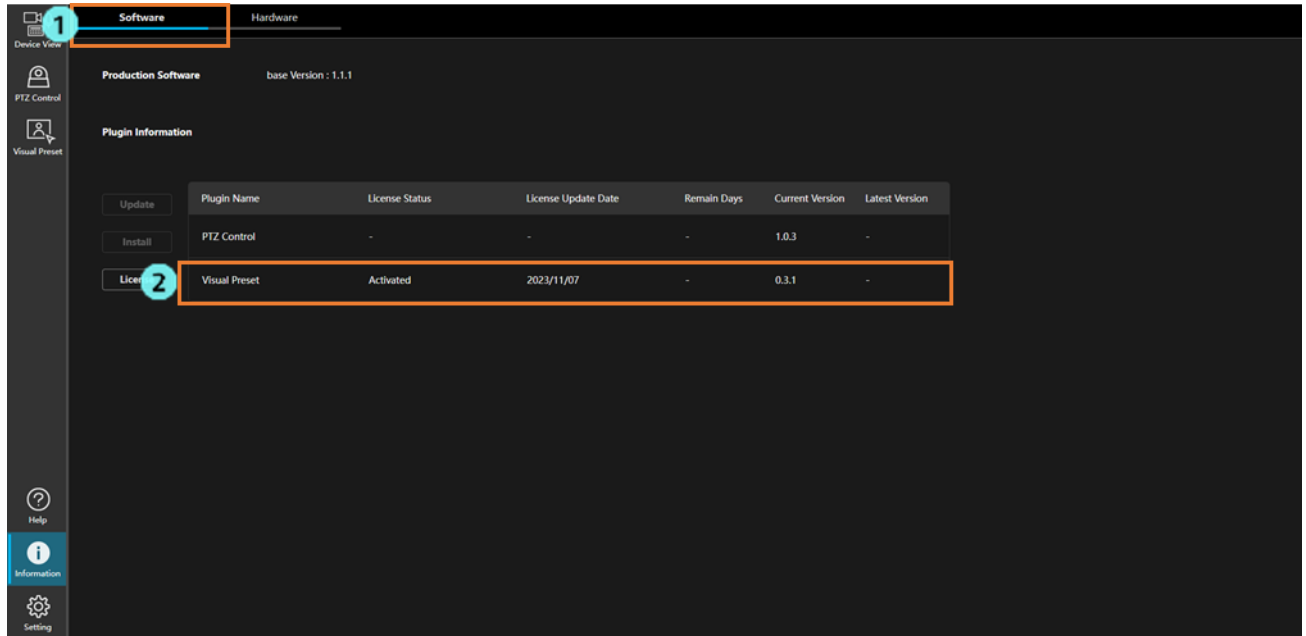 1
Software
Hardware
Device View
PTZ Control
Visual Preset
Production Software
base Version : 1.1.1
Plugin Information
Update
Install
2
Plugin Name License Status License Update Date Remain Days Current Version Latest Version
PTZ Control - - - 1.0.3 -
Visual Preset Activated 2023/11/07 - 0.3.1 -
Help
Information
Setting